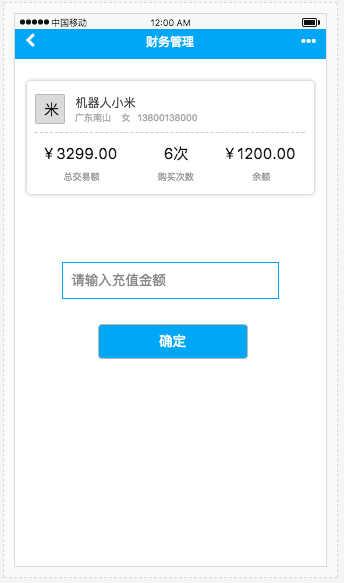 中国移动 12:00 AM
财务管理
米 机器人小米
广东南山 女 13800138000
￥3299.00 6次 ￥1200.00
总交易额 购买次数 余额
请输入充值金额
确定